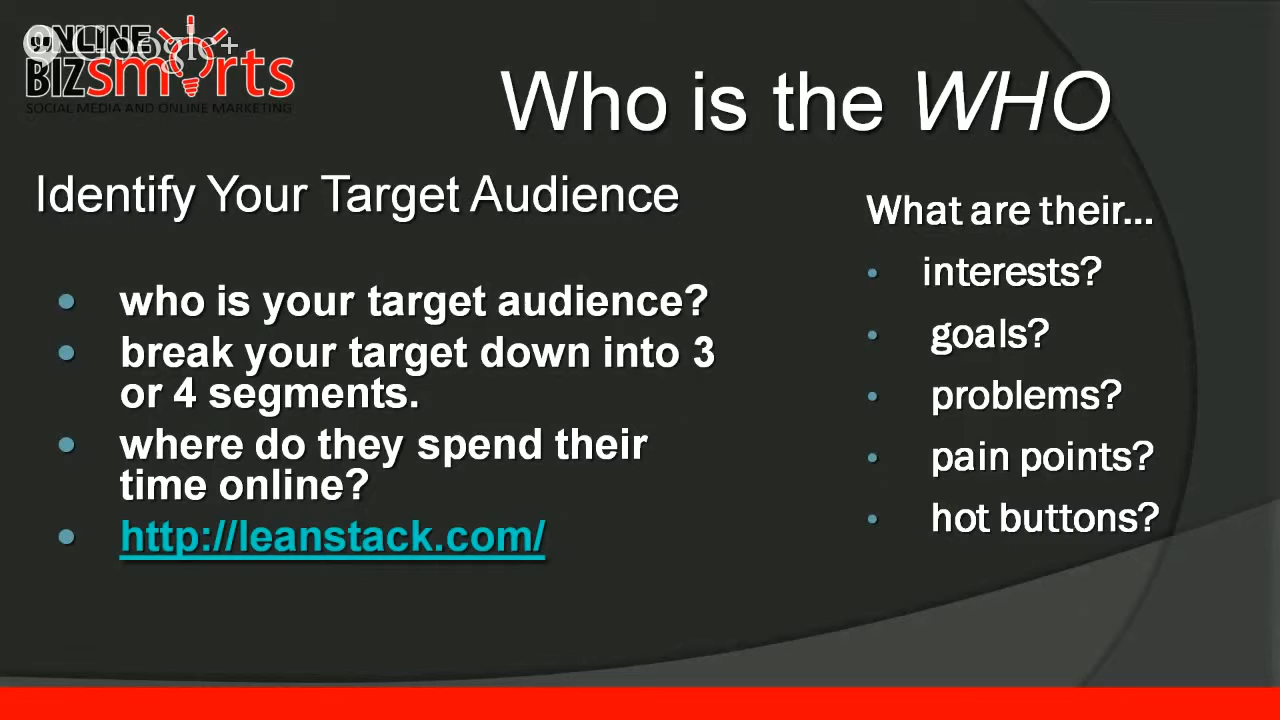 ONLINE
Google+
BIZsmarts
SOCIAL MEDIA AND ONLINE MARKETING
Who is the WHO
Identify Your Target Audience
who is your target audience?
break your target down into 3
or 4 segments.
where do they spend their
time online?
http://leanstack.com/
What are their...
interests?
goals?
problems?
pain points?
hot buttons?